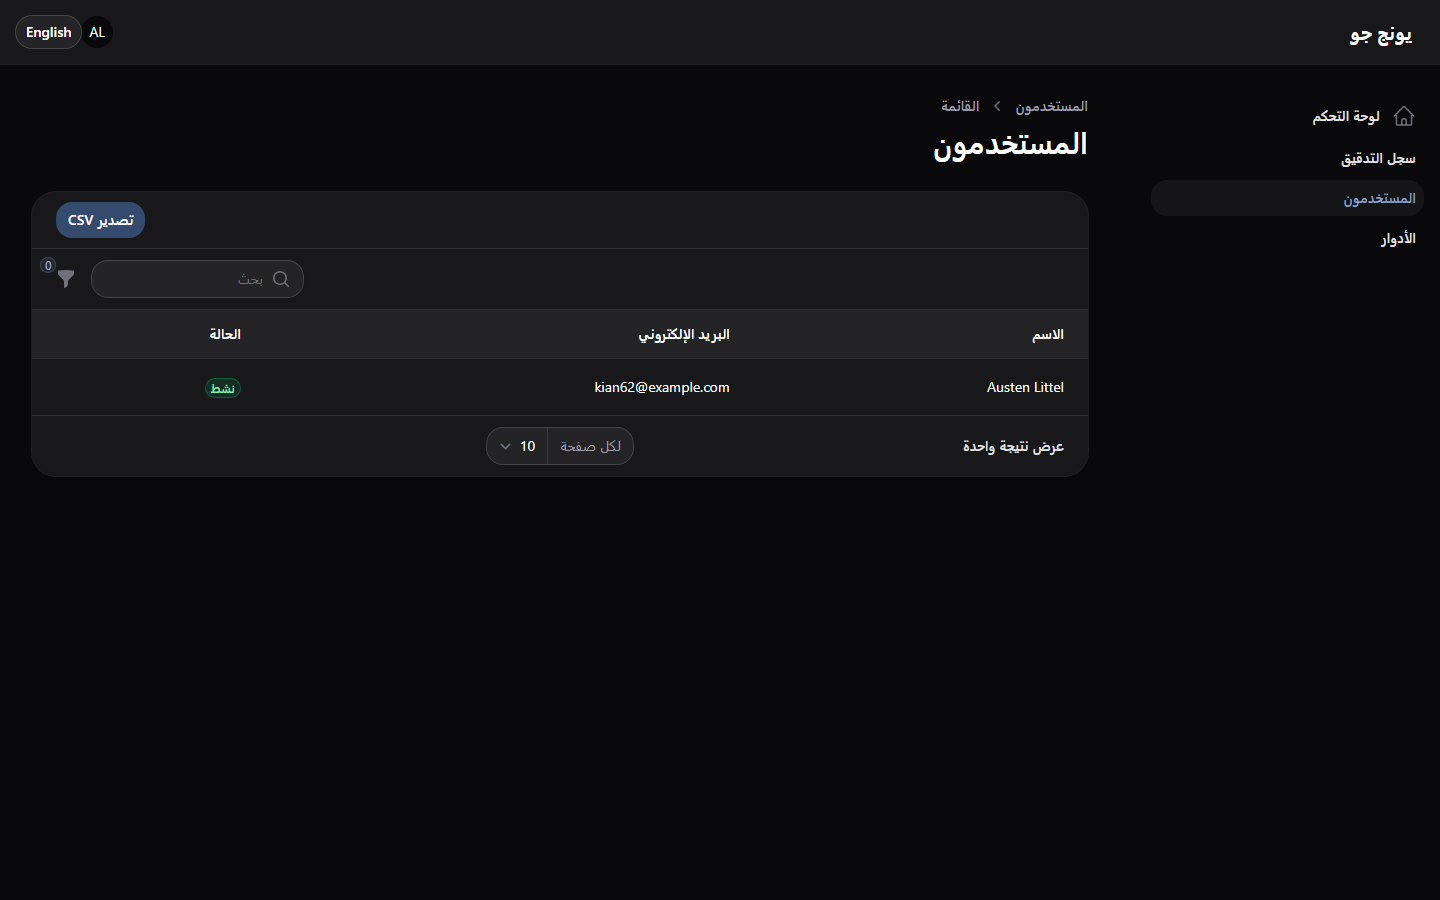 يونج جو
AL
English
لوحة التحكم
سجل التدقيق
المستخدمون
الأدوار
المستخدمون
القائمة
المستخدمون
تصدير CSV
بحث
0
الاسم
البريد الإلكتروني
الحالة
Austen Littel
kian62@example.com
نشط
عرض نتيجة واحدة
لكل صفحة
10